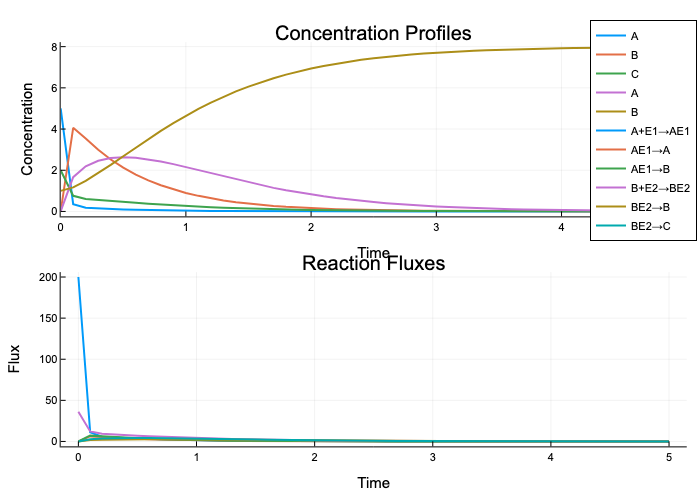 Concentration Profiles
Concentration
8
6
4
2
0
0
1
2
3
4
Time
A
B
C
A
B
A+E1→AE1
AE1→A
AE1→B
B+E2→BE2
BE2→B
BE2→C
Reaction Fluxes
Flux
200
150
100
50
0
0
1
2
3
4
5
Time